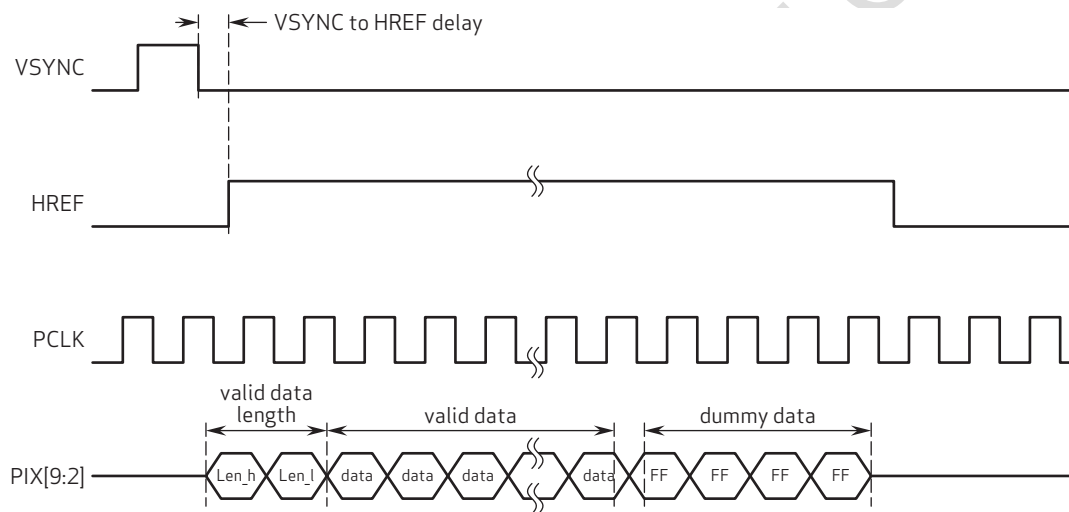 VSYNC to HREF delay
VSYNC
HREF
PCLK
valid data
length
valid data
dummy data
PIX[9:2]
Len_h Len_l data data data data FF FF FF FF